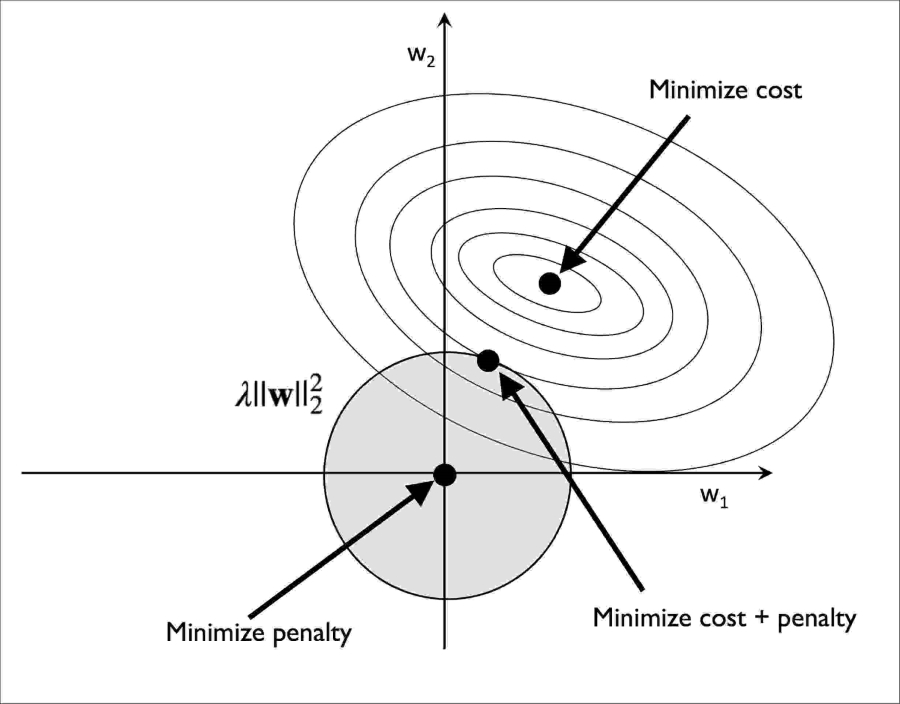 w₂
Minimize cost
λ||w||₂²
w₁
Minimize cost + penalty
Minimize penalty